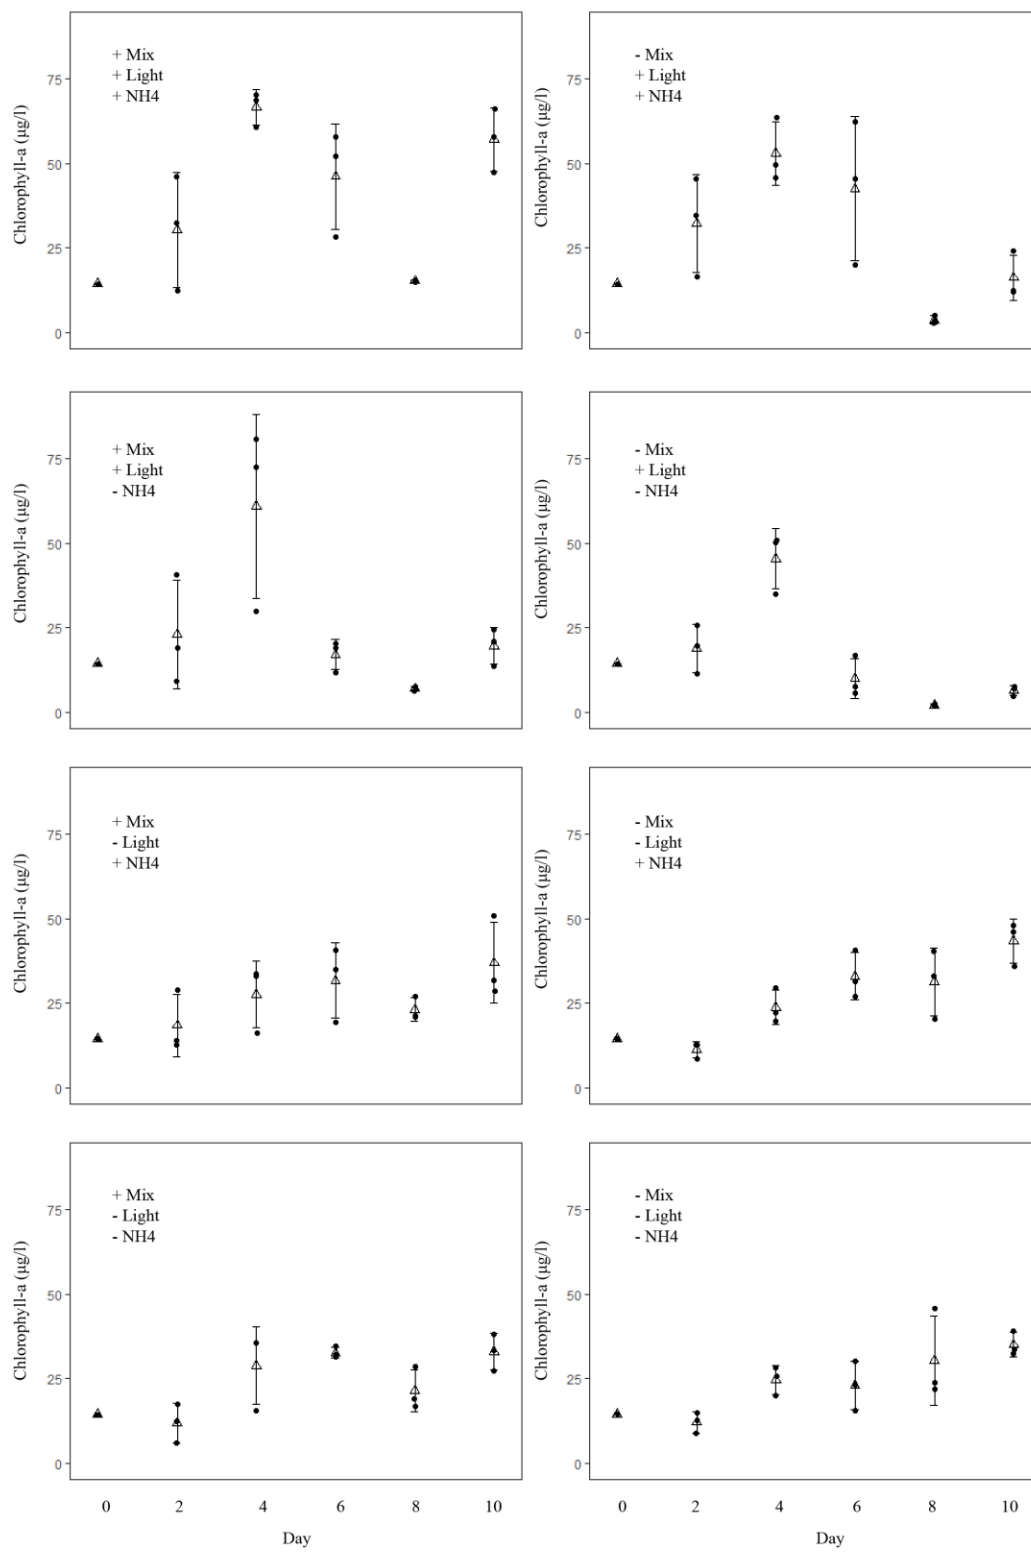 + Mix
+ Light
+ NH4
75
50
25
0
Chlorophyll-a (µg/l)
- Mix
+ Light
+ NH4
75
50
25
0
Chlorophyll-a (µg/l)
+ Mix
+ Light
- NH4
75
50
25
0
Chlorophyll-a (µg/l)
- Mix
+ Light
- NH4
75
50
25
0
Chlorophyll-a (µg/l)
+ Mix
- Light
+ NH4
75
50
25
0
Chlorophyll-a (µg/l)
- Mix
- Light
+ NH4
75
50
25
0
Chlorophyll-a (µg/l)
+ Mix
- Light
- NH4
75
50
25
0
Chlorophyll-a (µg/l)
0 2 4 6 8 10
Day
- Mix
- Light
- NH4
75
50
25
0
Chlorophyll-a (µg/l)
0 2 4 6 8 10
Day